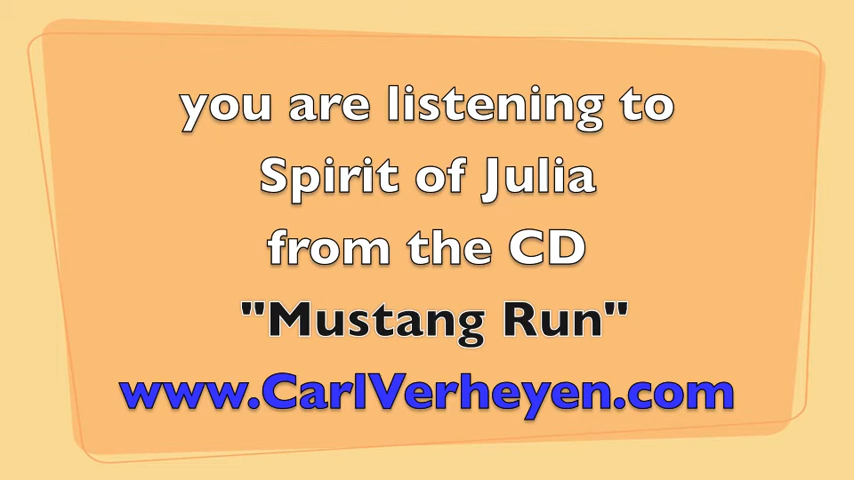 you are listening to
Spirit of Julia
from the CD
"Mustang Run"
www.CarlVerheyen.com